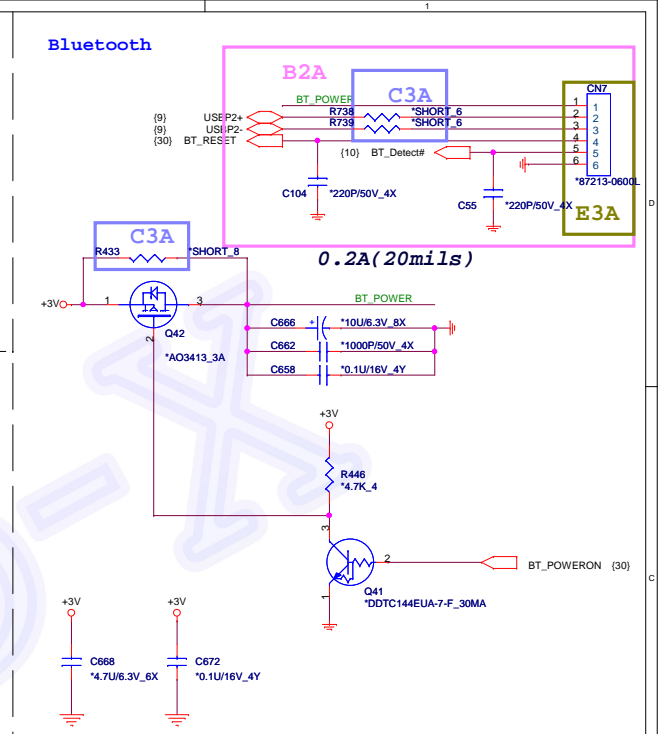 1
Bluetooth
B2A
CN7
BT_POWER
C3A
1 1
{9} USBP2+ R738 *SHORT_6 2 2
{9} USBP2- R739 *SHORT_6 3 3
{30} BT_RESET 4 4
{10} BT_Detect# 5 5
6 6
*87213-0600L
C104 *220P/50V_4X
C55 *220P/50V_4X
E3A
D
C3A
R433 *SHORT_8
0.2A(20mils)
+3V 1 3 BT_POWER
Q42
2
*AO3413_3A
C666 + *10U/6.3V_8X
C662 *1000P/50V_4X
C658 *0.1U/16V_4Y
+3V
R446
*4.7K_4
3
2 BT_POWERON {30}
C
1
Q41
*DDTC144EUA-7-F_30MA
+3V +3V
C668 C672
*4.7U/6.3V_6X *0.1U/16V_4Y
-X